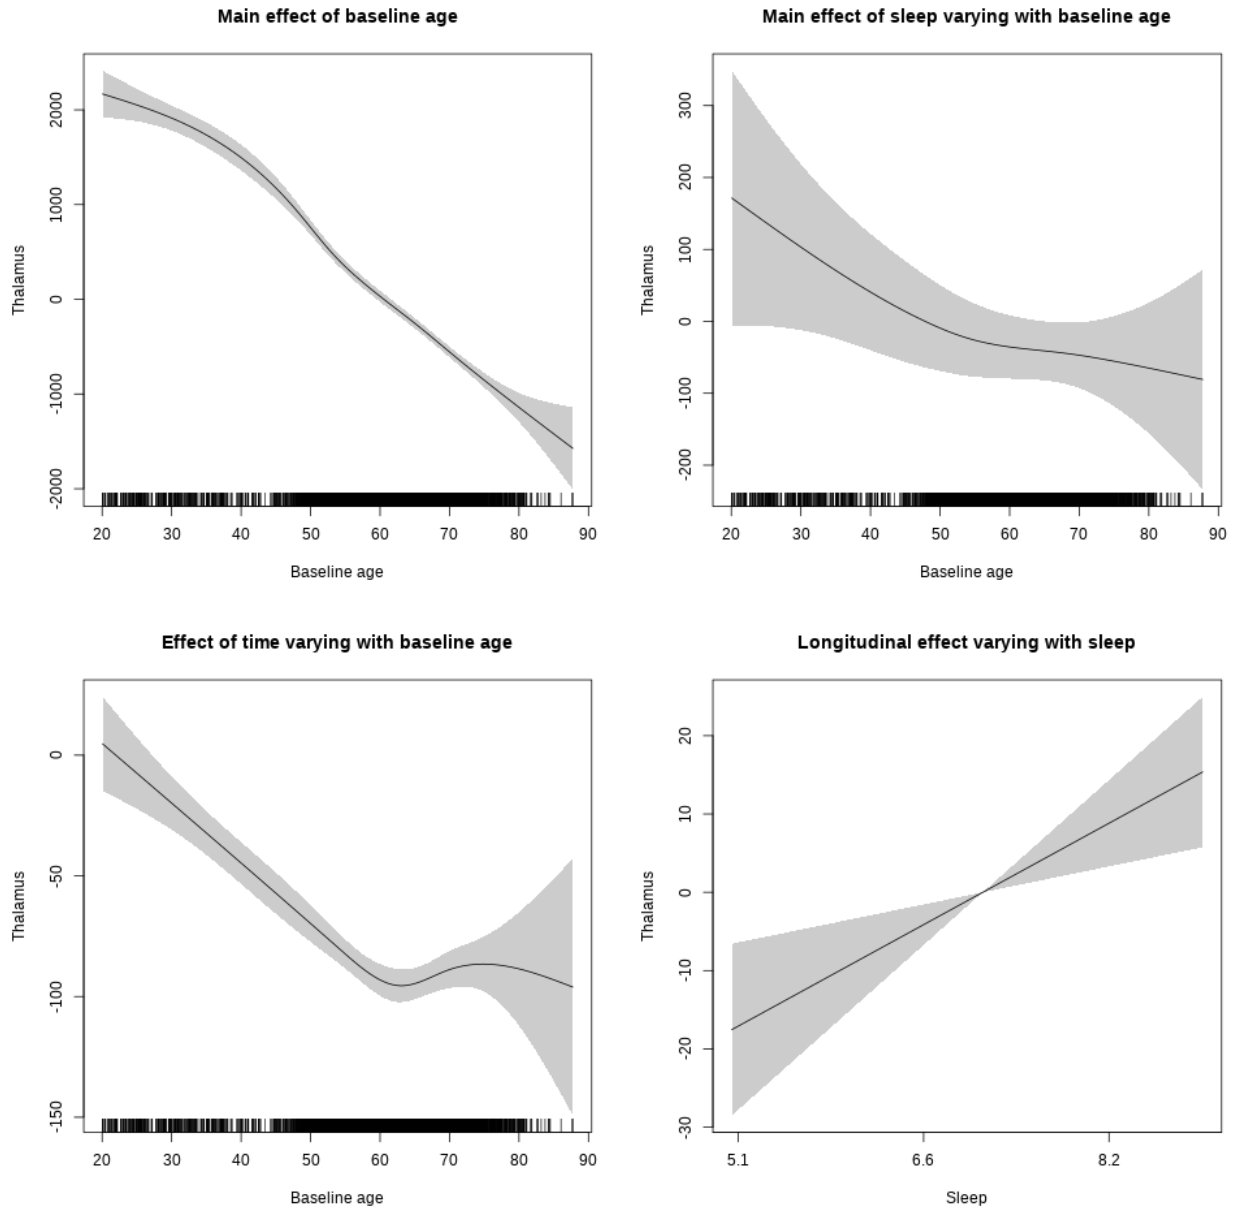 Main effect of baseline age
Thalamus
2000
1000
0
-1000
-2000
20 30 40 50 60 70 80 90
Baseline age
Main effect of sleep varying with baseline age
Thalamus
300
200
100
0
-100
-200
20 30 40 50 60 70 80 90
Baseline age
Effect of time varying with baseline age
Thalamus
0
-50
-100
-150
20 30 40 50 60 70 80 90
Baseline age
Longitudinal effect varying with sleep
Thalamus
20
10
0
-10
-20
-30
5.1 6.6 8.2
Sleep